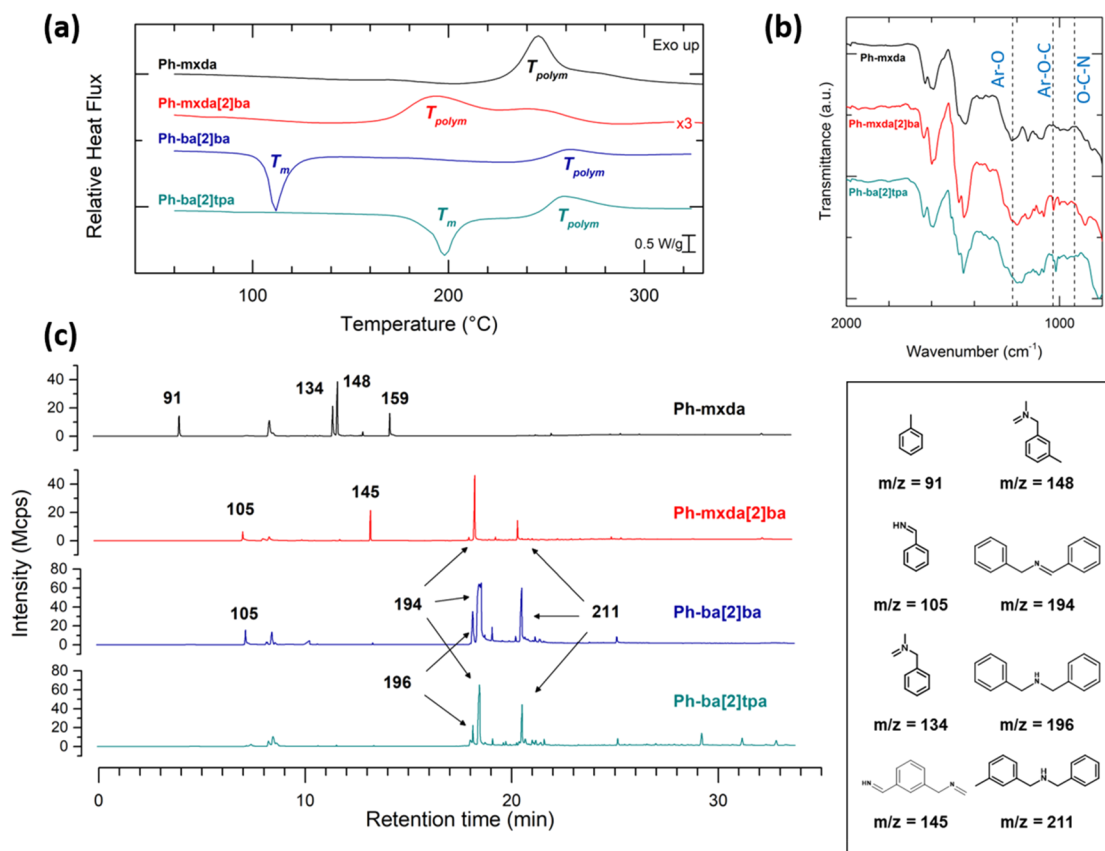 (a)
Exo up
Ph-mxda
T_polym
Ph-mxda[2]ba
T_polym
x3
Ph-ba[2]ba
T_m
T_polym
Ph-ba[2]tpa
T_m
T_polym
0.5 W/g
Relative Heat Flux
100 200 300
Temperature (°C)
(b)
Ar-O
Ar-O-C
O-C-N
Ph-mxda
Ph-mxda[2]ba
Ph-ba[2]tpa
Transmittance (a.u.)
2000 1000
Wavenumber (cm-1)
(c)
40
20
0
91
134
148
159
Ph-mxda
40
20
0
105
145
Ph-mxda[2]ba
80
60
40
20
0
105
194
211
Ph-ba[2]ba
80
60
40
20
0
196
Ph-ba[2]tpa
Intensity (Mcps)
0 10 20 30
Retention time (min)
m/z = 91
N
m/z = 148
HN
m/z = 105
N
m/z = 194
N
m/z = 134
H
N
m/z = 196
HN
N
m/z = 145
H
N
m/z = 211